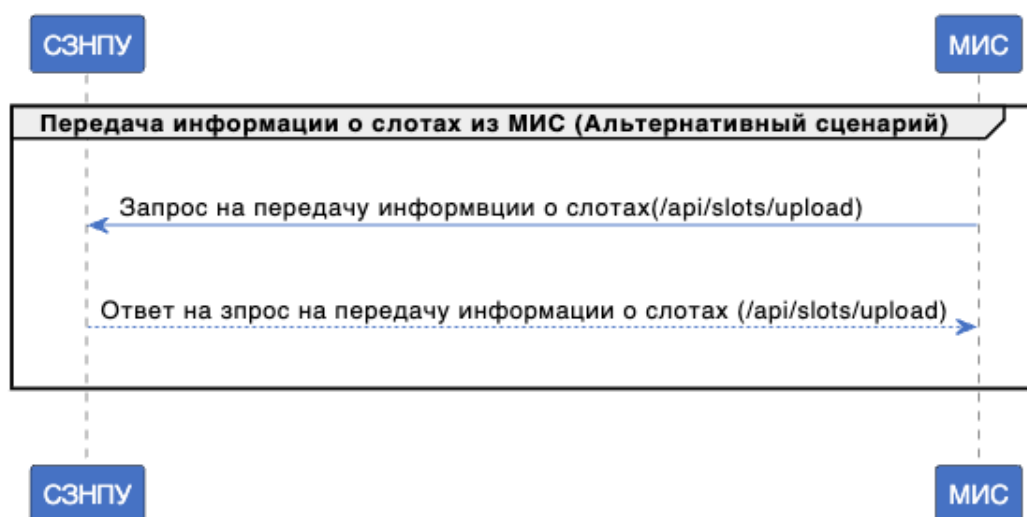 СЗНПУ
МИС
Передача информации о слотах из МИС (Альтернативный сценарий)
Запрос на передачу информвции о слотах(/api/slots/upload)
Ответ на зпрос на передачу информации о слотах (/api/slots/upload)
СЗНПУ
МИС